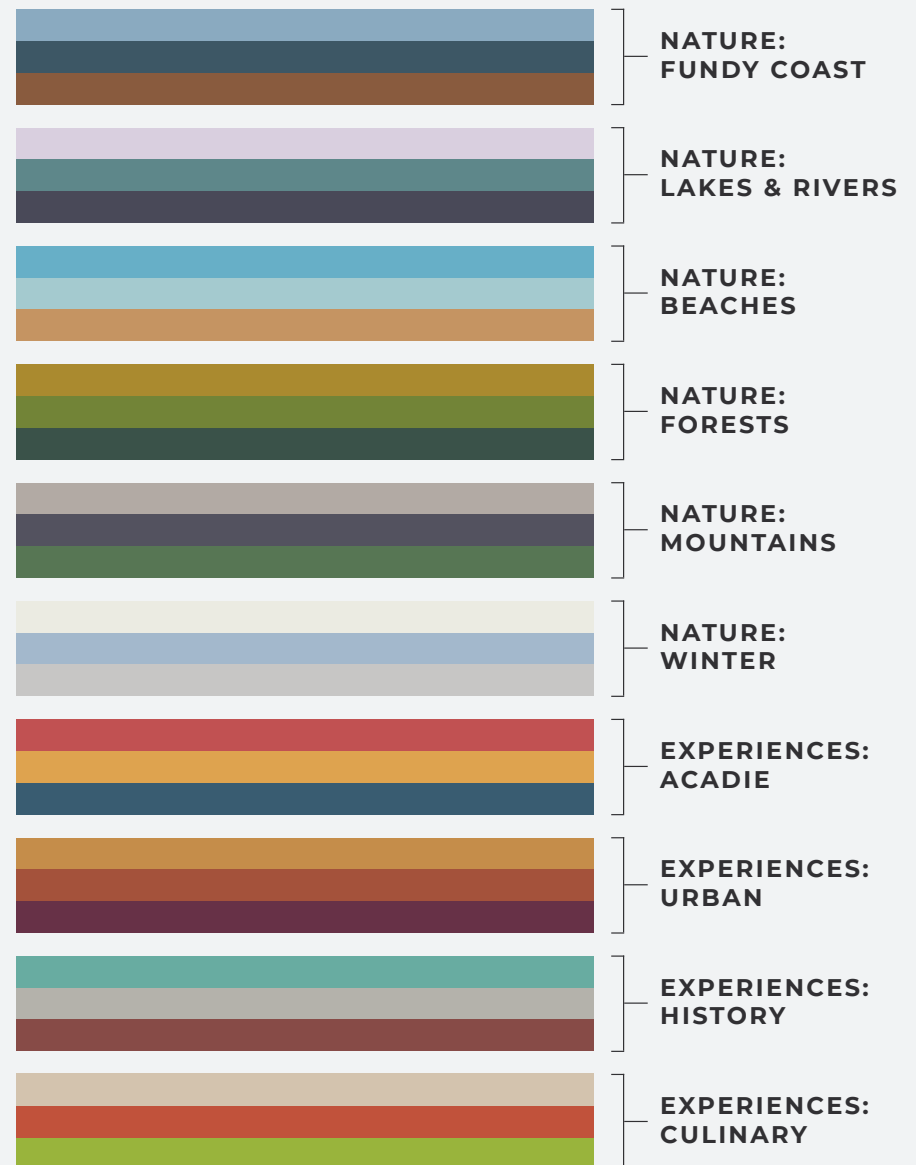 NATURE:
FUNDY COAST
NATURE:
LAKES & RIVERS
NATURE:
BEACHES
NATURE:
FORESTS
NATURE:
MOUNTAINS
NATURE:
WINTER
EXPERIENCES:
ACADIE
EXPERIENCES:
URBAN
EXPERIENCES:
HISTORY
EXPERIENCES:
CULINARY